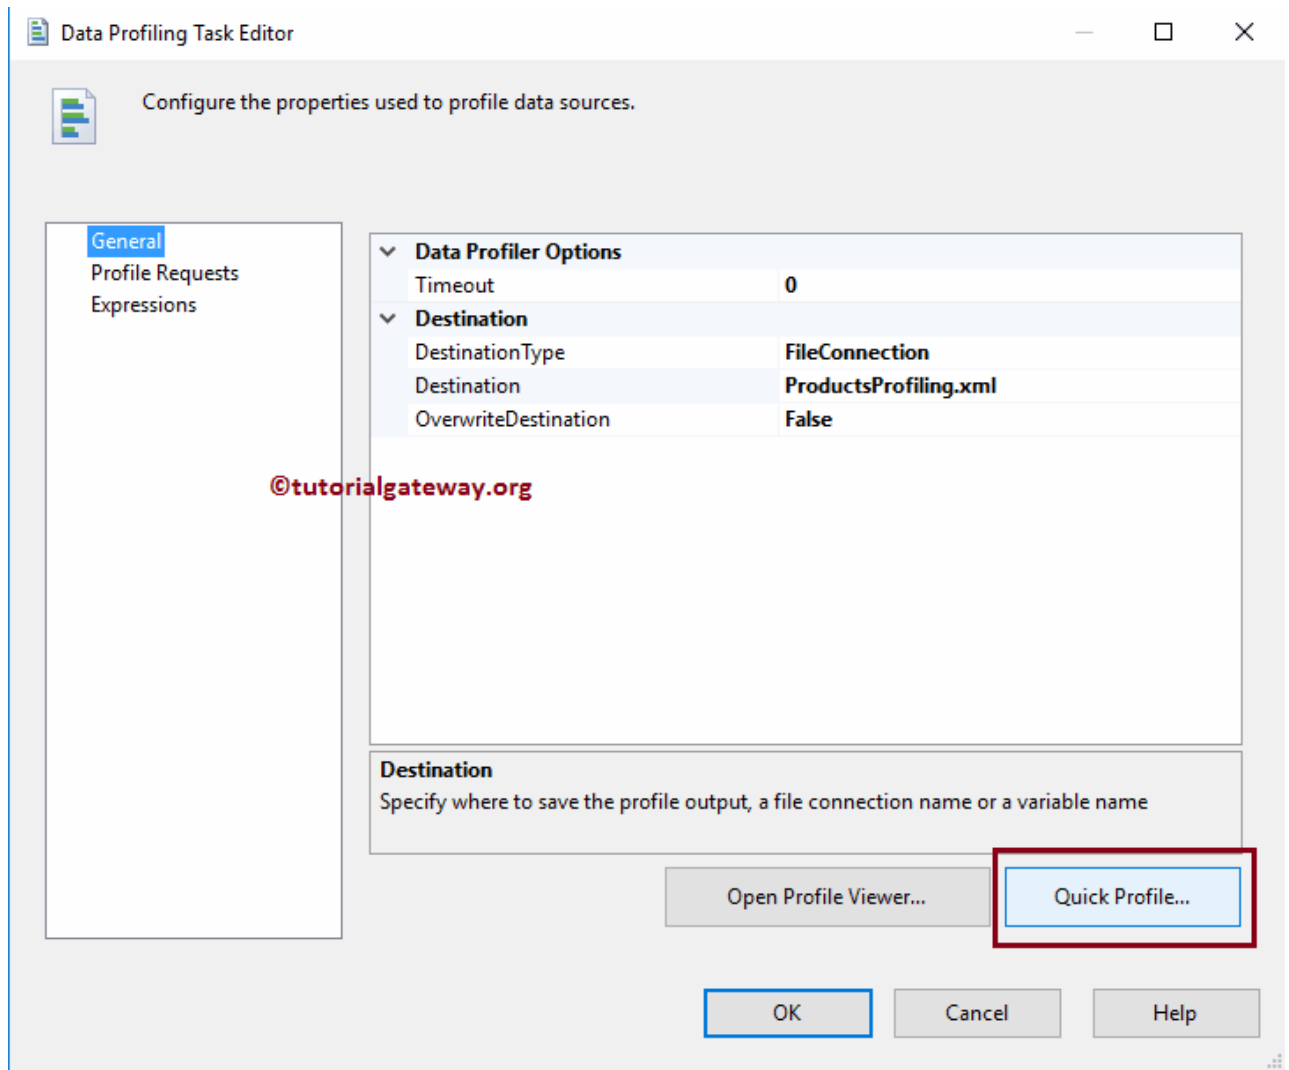 Data Profiling Task Editor
Configure the properties used to profile data sources.
General
Profile Requests
Expressions
Data Profiler Options
Timeout 0
Destination
DestinationType FileConnection
Destination ProductsProfiling.xml
OverwriteDestination False
©tutorialgateway.org
Destination
Specify where to save the profile output, a file connection name or a variable name
Open Profile Viewer... Quick Profile...
OK Cancel Help